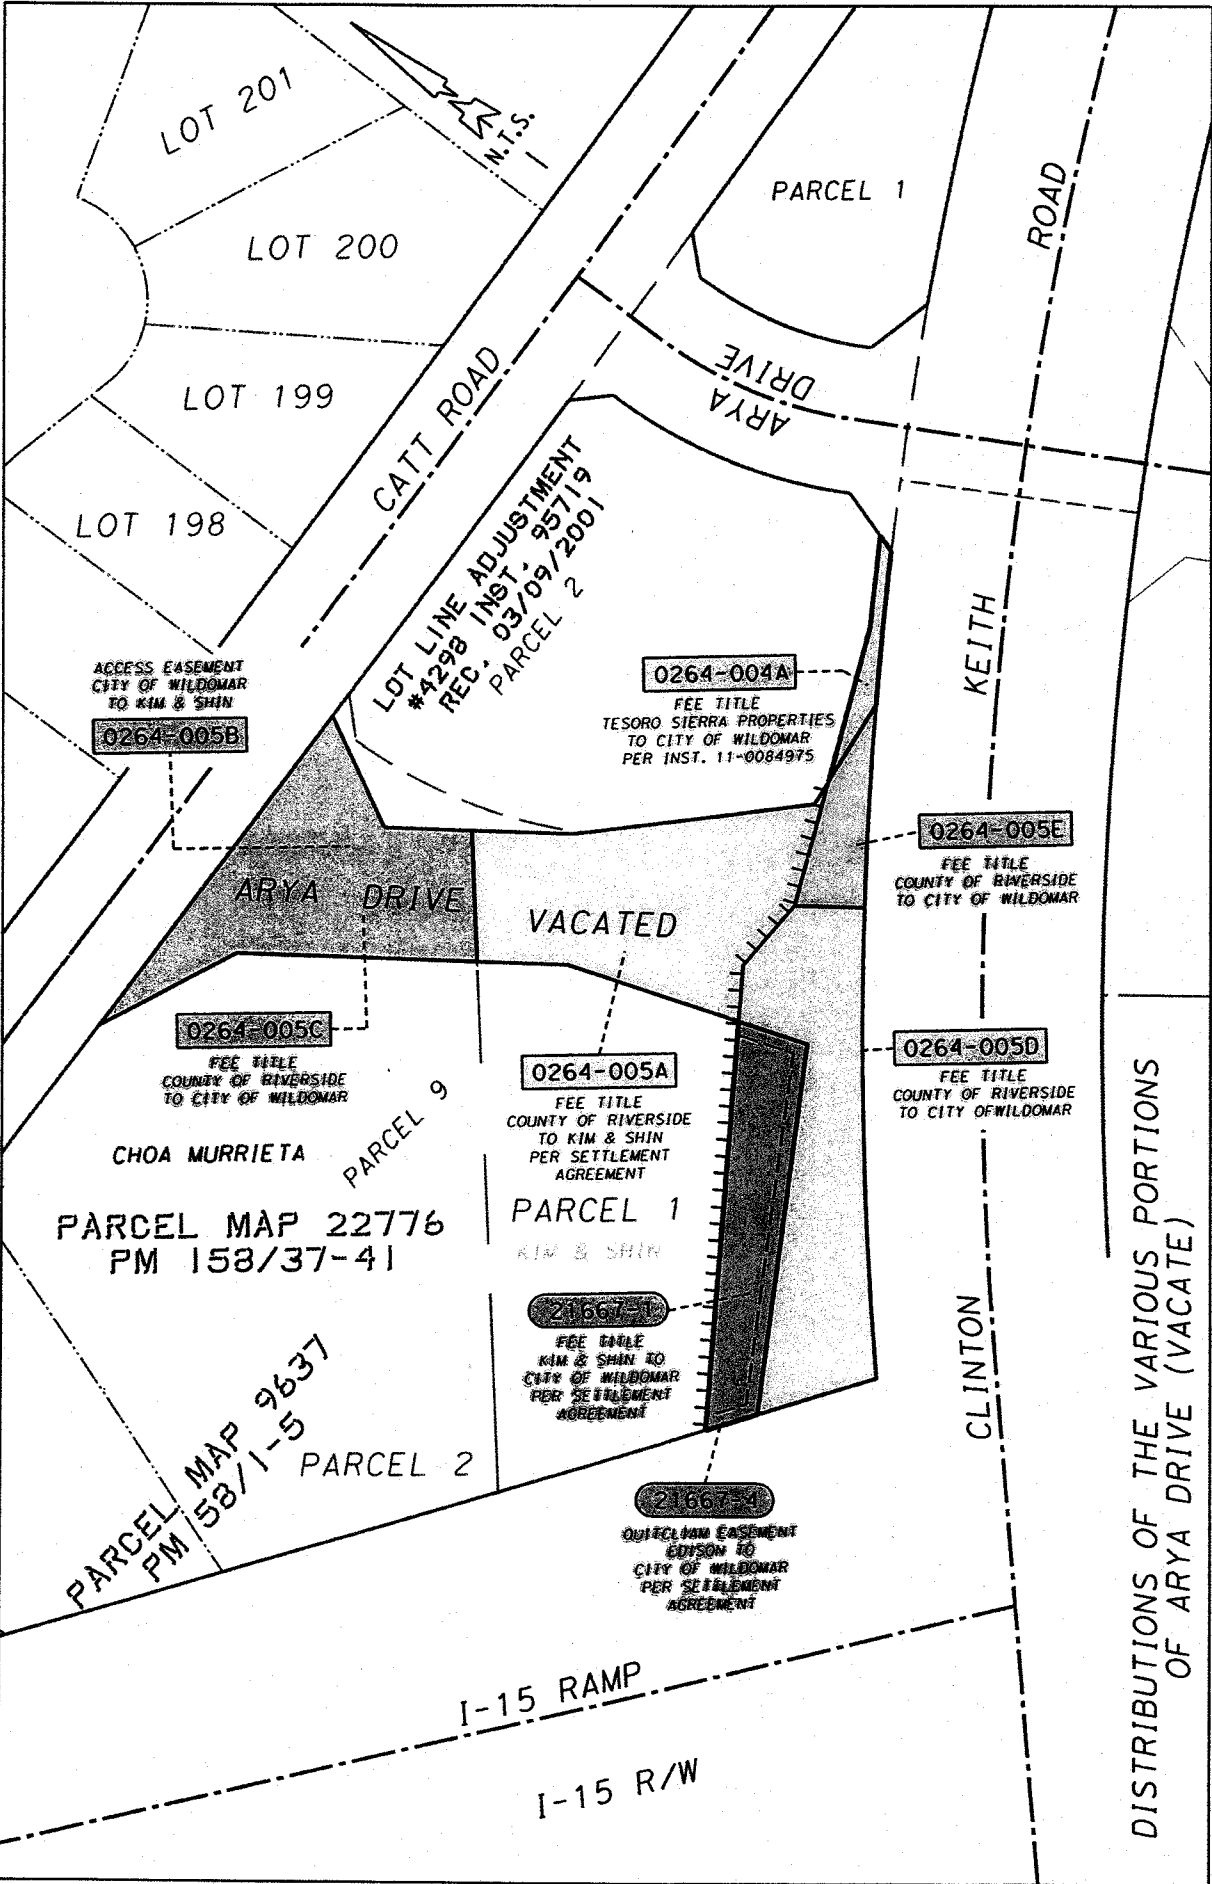 LOT 201
N.T.S.
PARCEL 1
ROAD
LOT 200
ARYA
DRIVE
LOT 199
CATT ROAD
LOT 198
LOT LINE ADJUSTMENT
#4298 INST. 95719
REC. 03/09/2001
PARCEL 2
KEITH
ACCESS EASEMENT
CITY OF WILDOMAR
TO KIM & SHIN
0264-005B
0264-004A
FEE TITLE
TESORO SIERRA PROPERTIES
TO CITY OF WILDOMAR
PER INST. 11-0084975
0264-005E
FEE TITLE
COUNTY OF RIVERSIDE
TO CITY OF WILDOMAR
ARYA DRIVE
VACATED
0264-005C
FEE TITLE
COUNTY OF RIVERSIDE
TO CITY OF WILDOMAR
0264-005A
FEE TITLE
COUNTY OF RIVERSIDE
TO KIM & SHIN
PER SETTLEMENT
AGREEMENT
0264-005D
FEE TITLE
COUNTY OF RIVERSIDE
TO CITY OFWILDOMAR
CHOA MURRIETA
PARCEL 9
PARCEL MAP 22776
PM 158/37-41
PARCEL 1
KIM & SHIN
21667-1
FEE TITLE
KIM & SHIN TO
CITY OF WILDOMAR
PER SETTLEMENT
AGREEMENT
CLINTON
PARCEL MAP 9637
PM 58/1-5
PARCEL 2
21667-4
QUITCLIAM EASEMENT
EDISON TO
CITY OF WILDOMAR
PER SETTLEMENT
AGREEMENT
I-15 RAMP
I-15 R/W
DISTRIBUTIONS OF THE VARIOUS PORTIONS
OF ARYA DRIVE (VACATE)